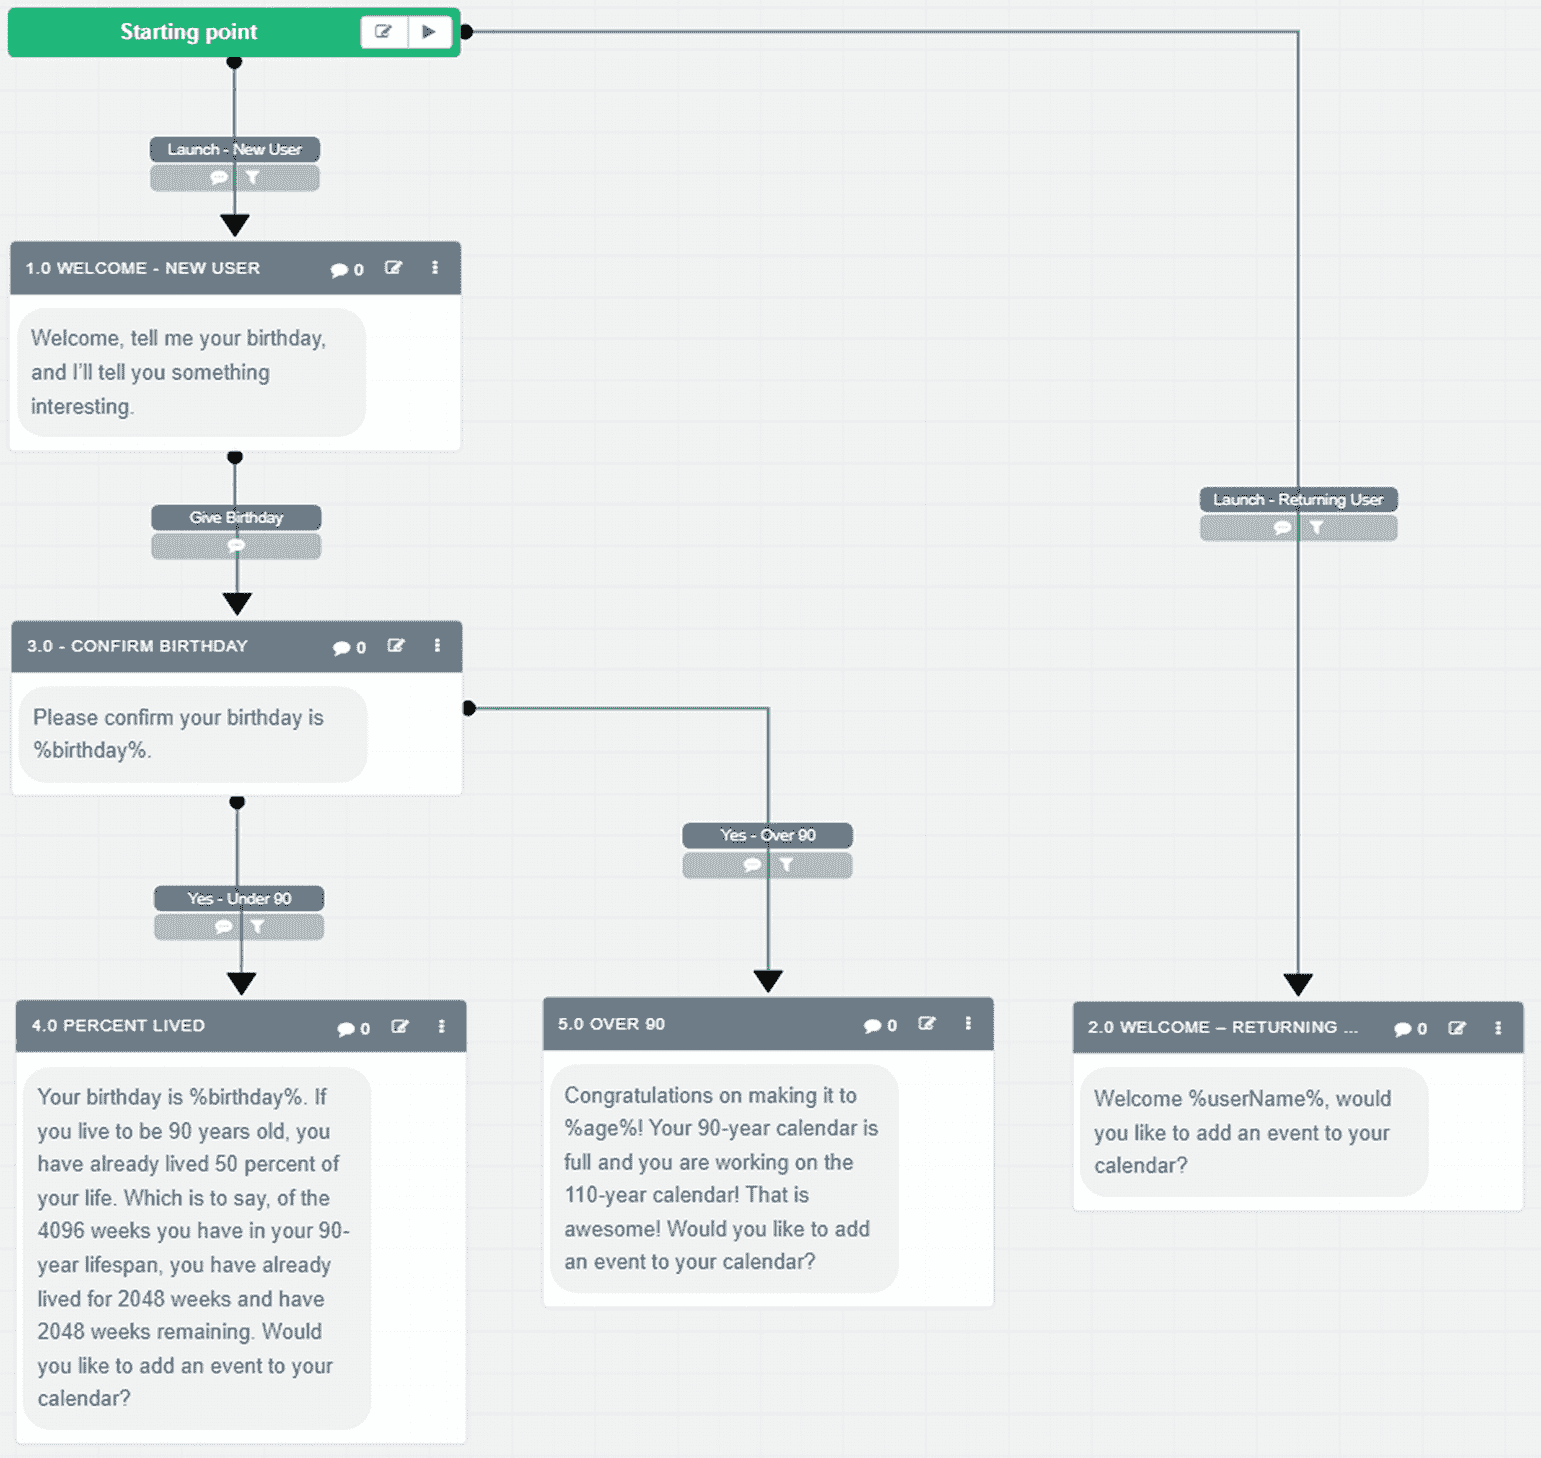 Starting point
Launch - New User
1.0 WELCOME - NEW USER
0
Welcome, tell me your birthday,
and I'll tell you something
interesting.
Give Birthday
Launch - Returning User
3.0 - CONFIRM BIRTHDAY
0
Please confirm your birthday is
%birthday%.
Yes - Over 90
Yes - Under 90
4.0 PERCENT LIVED
0
Your birthday is %birthday%. If
you live to be 90 years old, you
have already lived 50 percent of
your life. Which is to say, of the
4096 weeks you have in your 90-
year lifespan, you have already
lived for 2048 weeks and have
2048 weeks remaining. Would
you like to add an event to your
calendar?
5.0 OVER 90
0
Congratulations on making it to
%age%! Your 90-year calendar is
full and you are working on the
110-year calendar! That is
awesome! Would you like to add
an event to your calendar?
2.0 WELCOME – RETURNING ...
0
Welcome %userName%, would
you like to add an event to your
calendar?